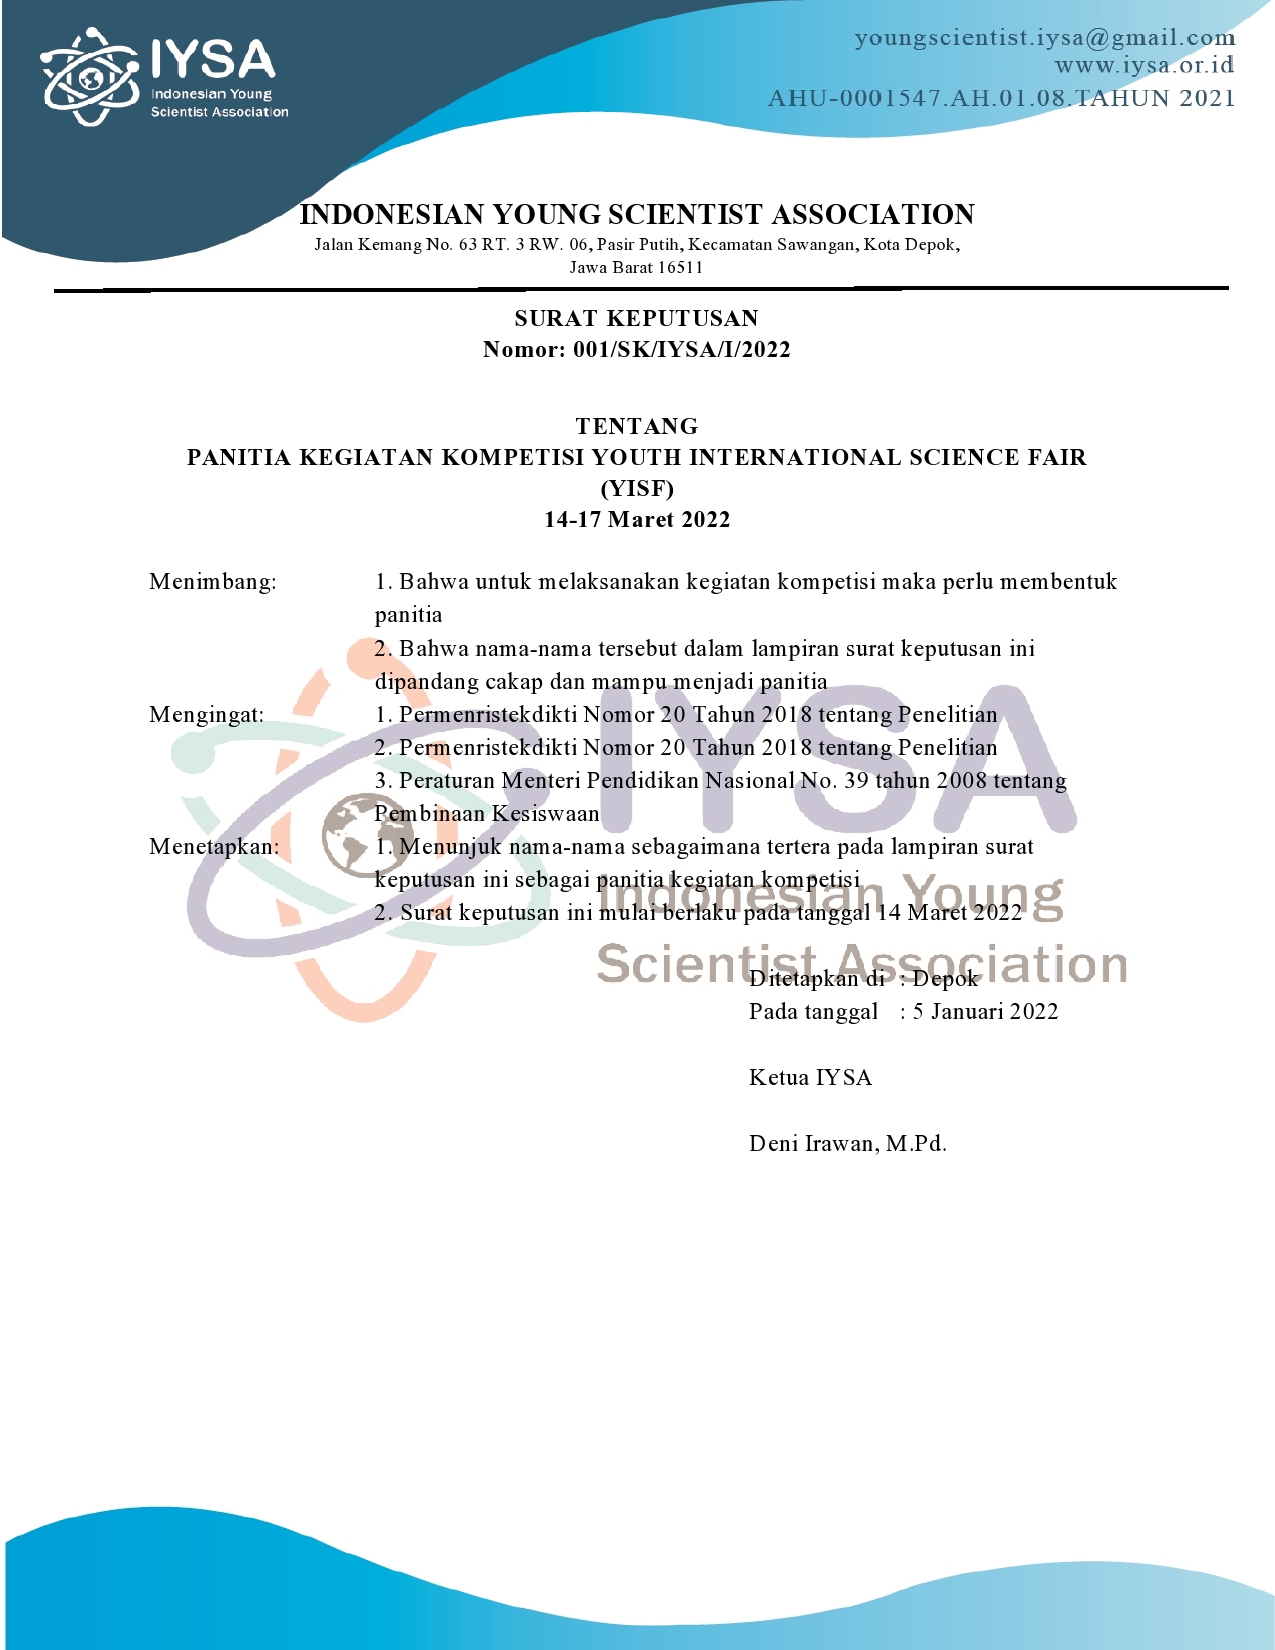 IYSA
Indonesian Young
Scientist Association
youngscientist.iysa@gmail.com
www.iysa.or.id
AHU-0001547.AH.01.08.TAHUN 2021
INDONESIAN YOUNG SCIENTIST ASSOCIATION
Jalan Kemang No. 63 RT. 3 RW. 06, Pasir Putih, Kecamatan Sawangan, Kota Depok,
Jawa Barat 16511
SURAT KEPUTUSAN
Nomor: 001/SK/IYSA/I/2022
TENTANG
PANITIA KEGIATAN KOMPETISI YOUTH INTERNATIONAL SCIENCE FAIR
(YISF)
14-17 Maret 2022
Menimbang: 1. Bahwa untuk melaksanakan kegiatan kompetisi maka perlu membentuk
panitia
2. Bahwa nama-nama tersebut dalam lampiran surat keputusan ini
dipandang cakap dan mampu menjadi panitia
Mengingat: 1. Permenristekdikti Nomor 20 Tahun 2018 tentang Penelitian
2. Permenristekdikti Nomor 20 Tahun 2018 tentang Penelitian
3. Peraturan Menteri Pendidikan Nasional No. 39 tahun 2008 tentang
Pembinaan Kesiswaan
Menetapkan: 1. Menunjuk nama-nama sebagaimana tertera pada lampiran surat
keputusan ini sebagai panitia kegiatan kompetisi
2. Surat keputusan ini mulai berlaku pada tanggal 14 Maret 2022
IYSA
Indonesian Young
Scientist Association
Ditetapkan di : Depok
Pada tanggal : 5 Januari 2022
Ketua IYSA
Deni Irawan, M.Pd.